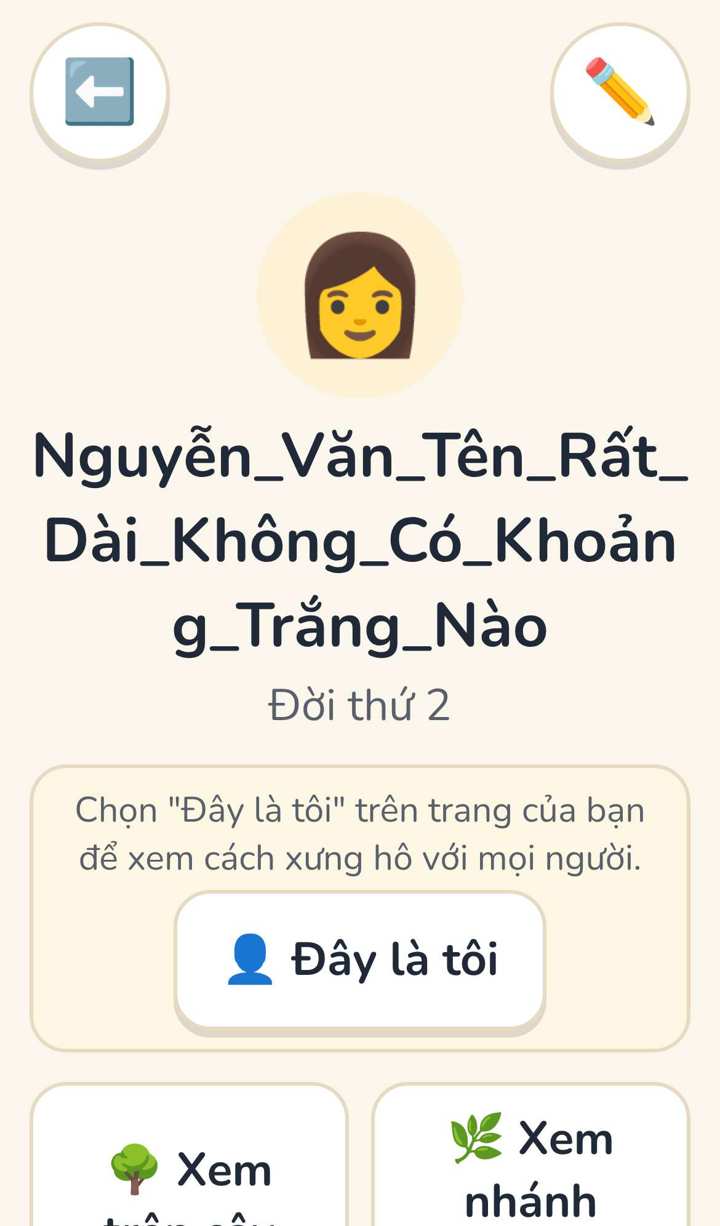 Nguyễn_Văn_Tên_Rất_
Dài_Không_Có_Khoản
g_Trắng_Nào
Đời thứ 2
Chọn "Đây là tôi" trên trang của bạn
để xem cách xưng hô với mọi người.
Đây là tôi
Xem
Xem
nhánh